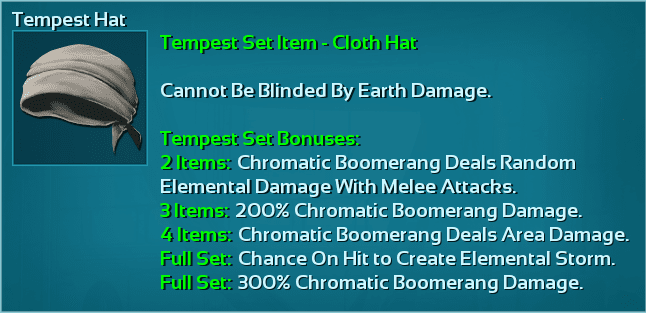 Tempest Hat
Tempest Set Item - Cloth Hat
Cannot Be Blinded By Earth Damage.
Tempest Set Bonuses:
2 Items: Chromatic Boomerang Deals Random
Elemental Damage With Melee Attacks.
3 Items: 200% Chromatic Boomerang Damage.
4 Items: Chromatic Boomerang Deals Area Damage.
Full Set: Chance On Hit to Create Elemental Storm.
Full Set: 300% Chromatic Boomerang Damage.